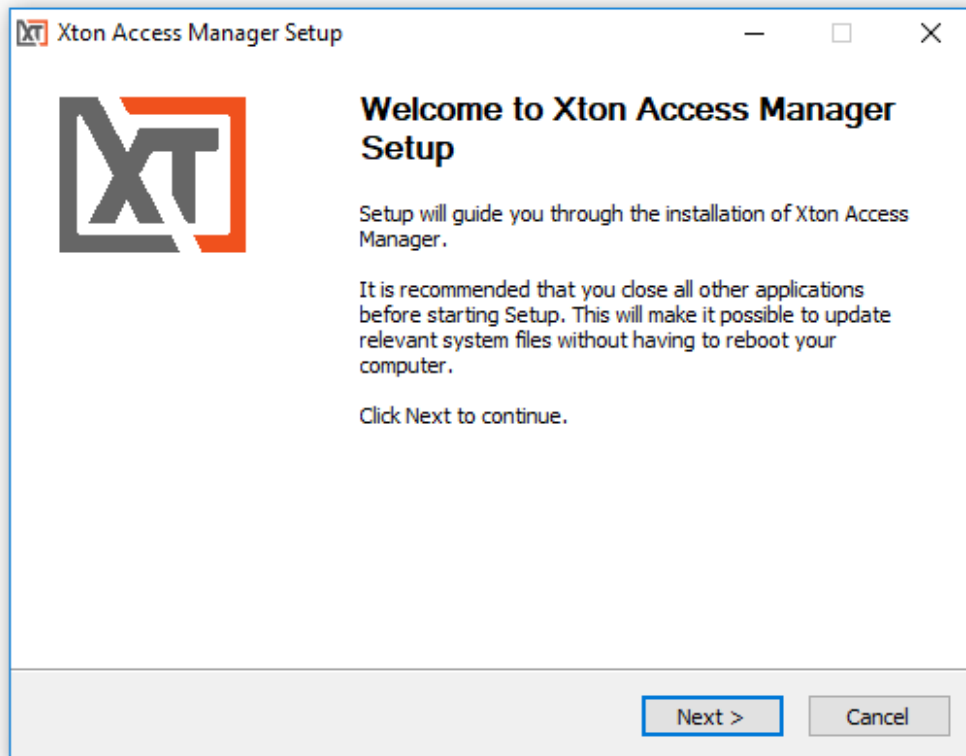 XT Xton Access Manager Setup
XT
Welcome to Xton Access Manager
Setup
Setup will guide you through the installation of Xton Access
Manager.
It is recommended that you close all other applications
before starting Setup. This will make it possible to update
relevant system files without having to reboot your
computer.
Click Next to continue.
Next >
Cancel